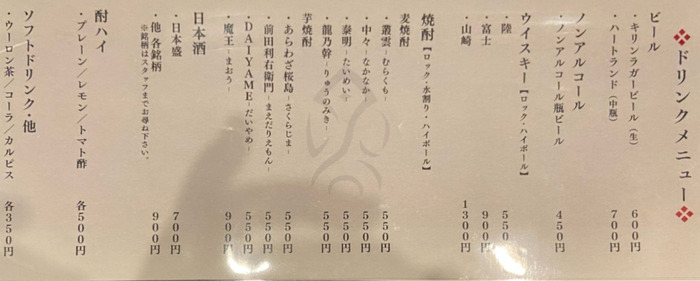 ドリンクメニュー
ビール
・キリンラガービール(生) 600円
・ハートランド(中瓶) 700円
ノンアルコール
・ノンアルコール瓶ビール 450円
ウイスキー【ロック・ハイボール】
・陸 550円
・富士 900円
・山崎 1300円
焼酎【ロック・水割り・ハイボール】
麦焼酎
・叢雲-むらくも- 550円
・中々-なかなか 550円
・泰明-たいめい- 550円
・龍乃幹-りゅうのみき- 550円
芋焼酎
・あらわざ桜島-さくらじま- 550円
・前田利右衛門-まえだりえもん- 550円
・DAIYAME-だいやめ- 550円
・魔王-まおう- 900円
日本酒
・日本盛 700円
・他 各銘柄 900円
※銘柄はスタッフまでお尋ね下さい。
酎ハイ
・プレーン/レモン/トマト酢 各500円
ソフトドリンク・他
・ウーロン茶/コーラ/カルピス 各350円